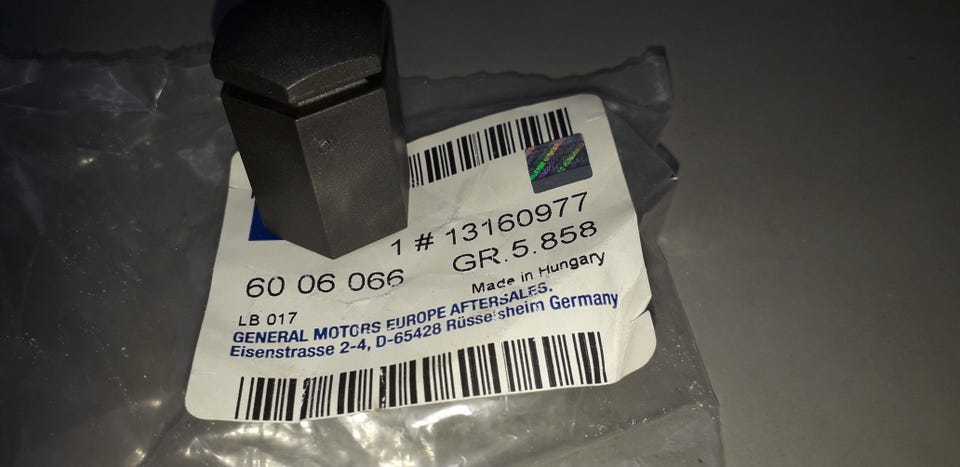 1 # 13160977
60 06 066 GR.5.858
Made in Hungary
LB 017
GENERAL MOTORS EUROPE AFTERSALES.
Eisenstrasse 2-4, D-65428 Rüsselsheim Germany